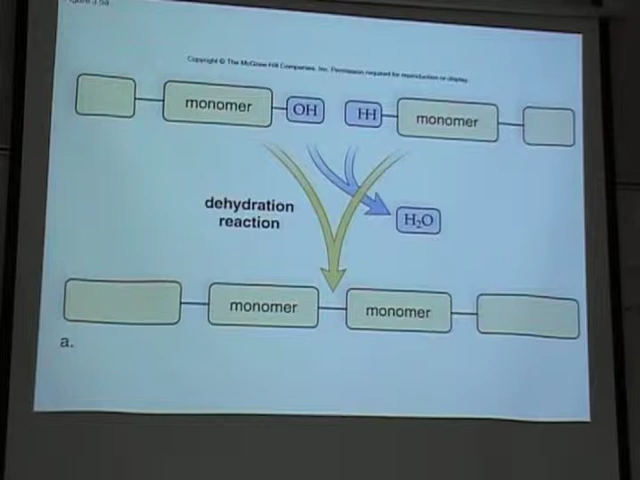 Copyright © The McGraw-Hill Companies, Inc. Permission required for reproduction or display.
monomer
OH
H
monomer
dehydration
reaction
H₂O
monomer
monomer
a.